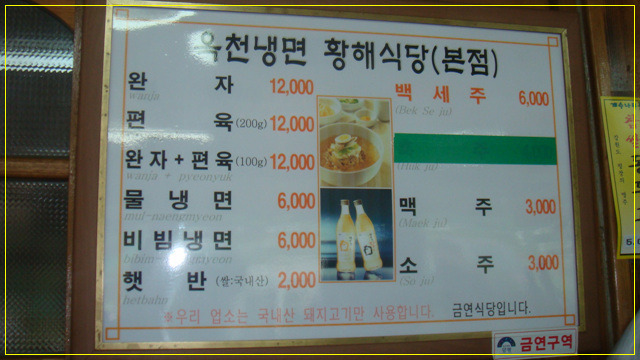 옥천냉면 황해식당(본점)
완 자 12,000
wanja
편 육(200g) 12,000
완자+편육(100g) 12,000
wanja + pyeonyuk
물 냉 면 6,000
mul-naengmyeon
비빔냉면 6,000
bibim-naengmyeon
햇 반 (쌀:국내산) 2,000
hetbahn
백 세 주 6,000
(Bek Se ju)
맥 주 3,000
(Maek ju)
소 주 3,000
(So ju)
※우리 업소는 국내산 돼지고기만 사용합니다. 금연식당입니다.
금연구역